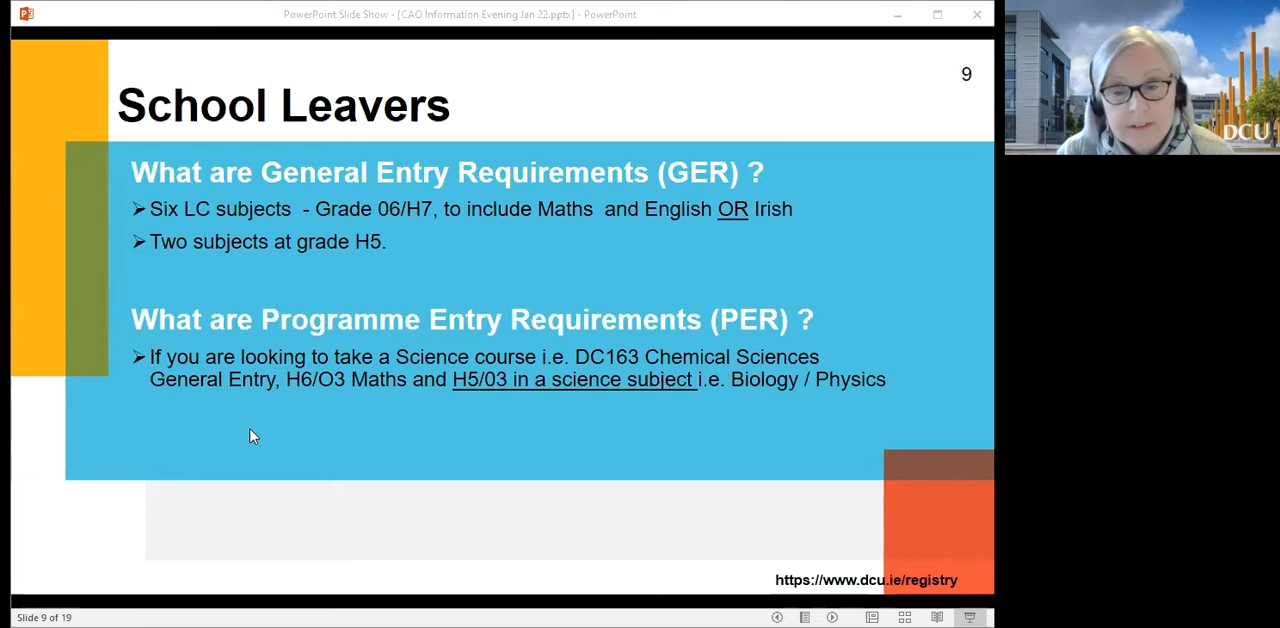 PowerPoint Slide Show - [CAO Information Evening Jan 22.pptx] - PowerPoint
9
School Leavers
What are General Entry Requirements (GER) ?
Six LC subjects - Grade 06/H7, to include Maths and English OR Irish
Two subjects at grade H5.
What are Programme Entry Requirements (PER) ?
If you are looking to take a Science course i.e. DC163 Chemical Sciences
General Entry, H6/O3 Maths and H5/03 in a science subject i.e. Biology / Physics
https://www.dcu.ie/registry
Slide 9 of 19
DCU